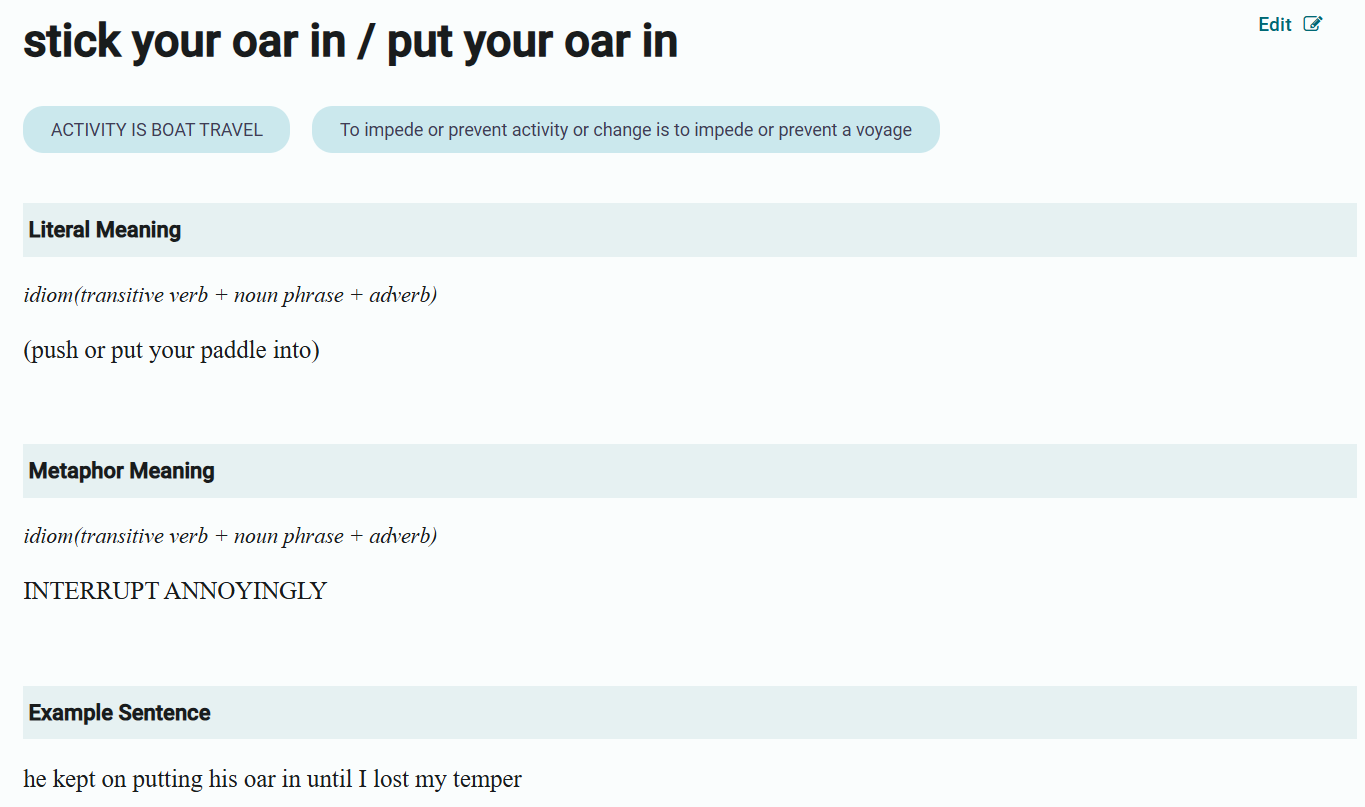 stick your oar in / put your oar in
Edit
ACTIVITY IS BOAT TRAVEL
To impede or prevent activity or change is to impede or prevent a voyage
Literal Meaning
idiom(transitive verb + noun phrase + adverb)
(push or put your paddle into)
Metaphor Meaning
idiom(transitive verb + noun phrase + adverb)
INTERRUPT ANNOYINGLY
Example Sentence
he kept on putting his oar in until I lost my temper